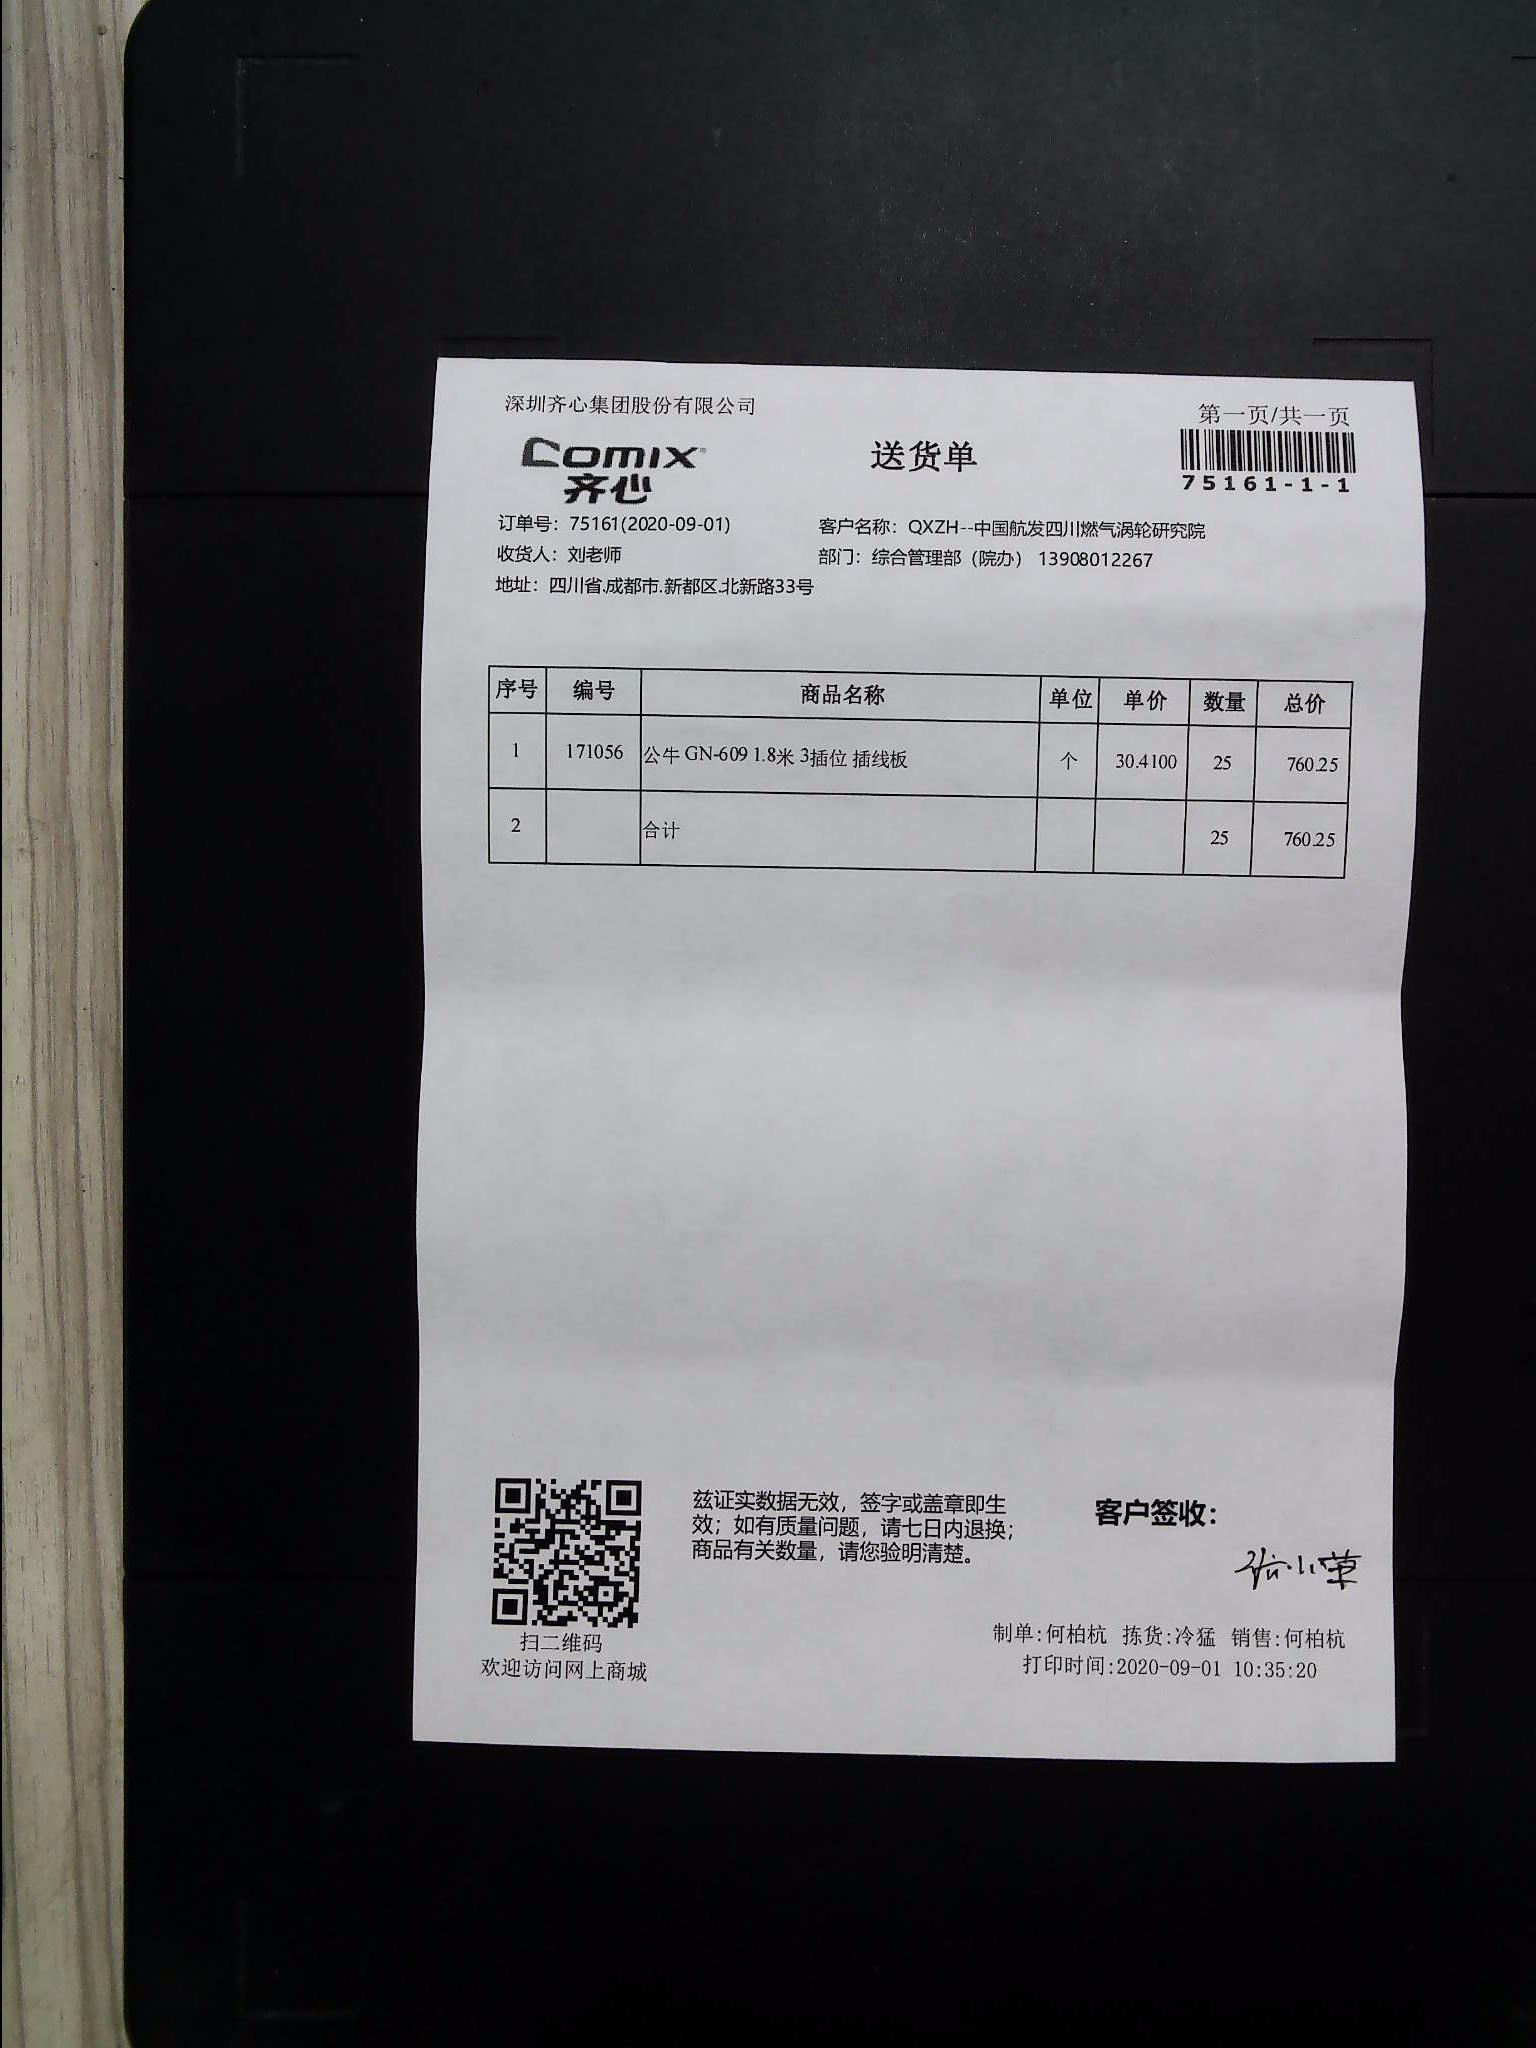 深圳齐心集团股份有限公司
第一页/共一页
Comix
齐心
送货单
75161-1-1
订单号：75161(2020-09-01)
客户名称：QXZH--中国航发四川燃气涡轮研究院
收货人：刘老师
部门：综合管理部（院办） 13908012267
地址：四川省.成都市.新都区.北新路33号
序号 编号 商品名称 单位 单价 数量 总价
1 171056 公牛 GN-609 1.8米 3插位 插线板 个 30.4100 25 760.25
2 合计 25 760.25
兹证实数据无效，签字或盖章即生
效；如有质量问题，请七日内退换；
商品有关数量，请您验明清楚。
客户签收：
扫二维码
欢迎访问网上商城
制单:何柏杭 拣货:冷猛 销售:何柏杭
打印时间:2020-09-01 10:35:20